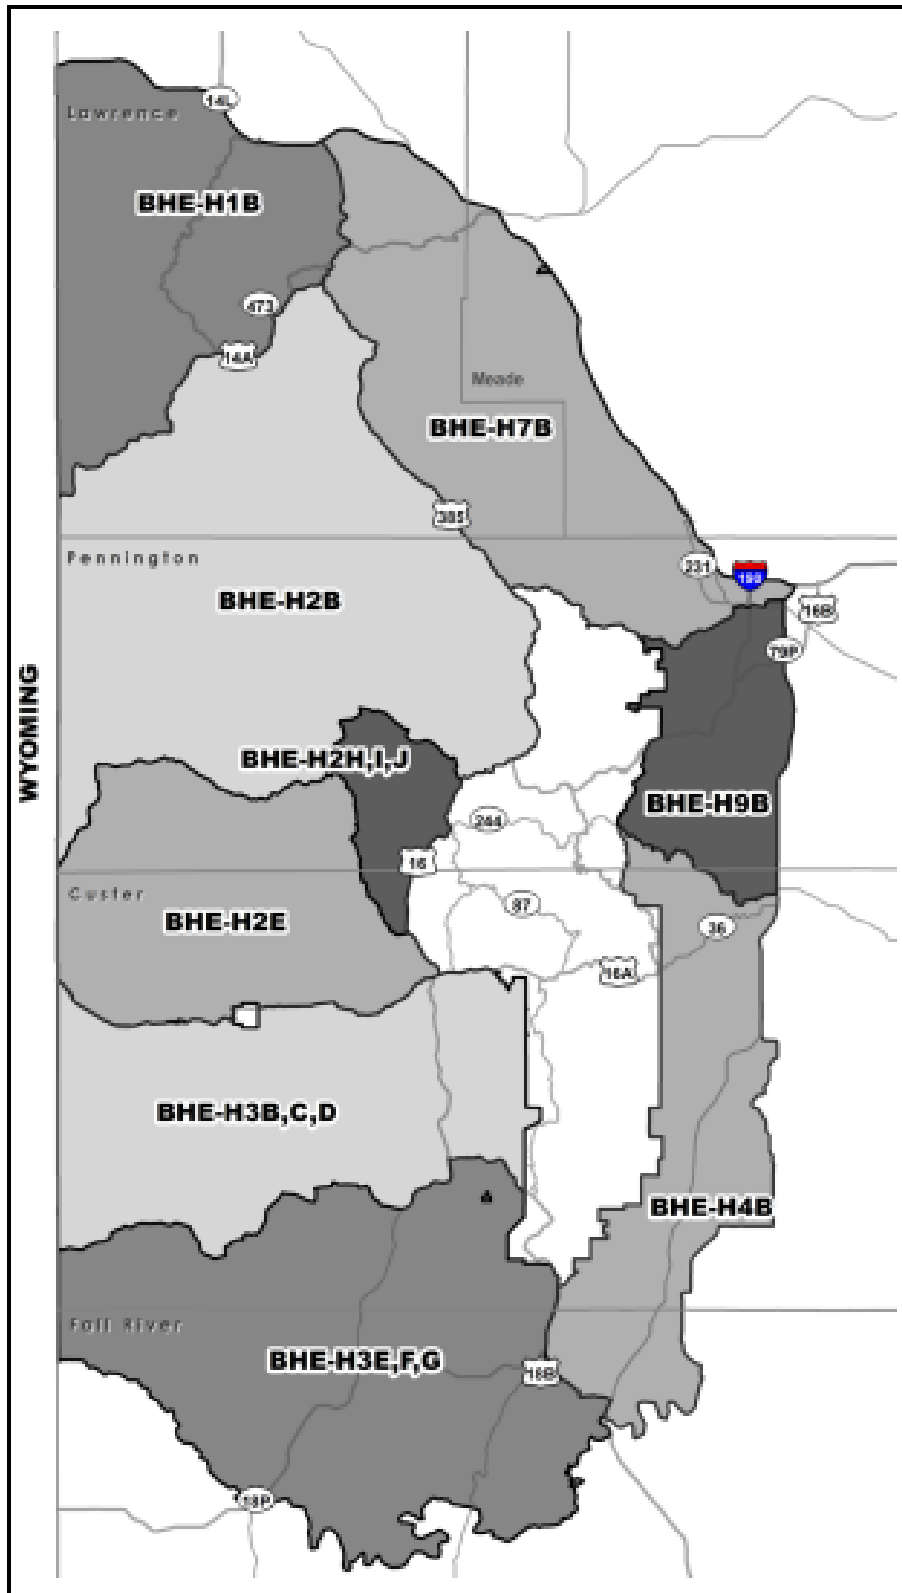 14L
Lawrence
BHE-H1B
473
14A
Meade
BHE-H7B
385
Pennington
231
190
16B
BHE-H2B
79P
WYOMING
BHE-H2H,I,J
BHE-H9B
244
16
Custer
87
BHE-H2E
36
16A
BHE-H3B,C,D
BHE-H4B
Fall River
BHE-H3E,F,G
18B
18P